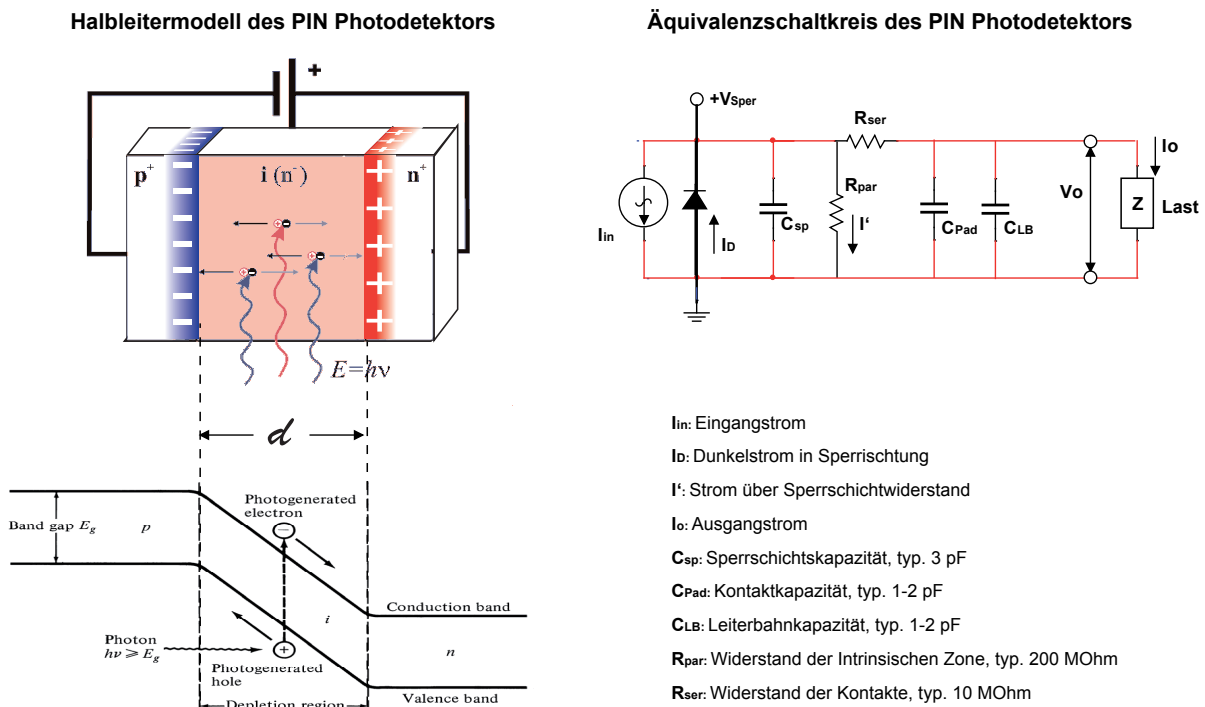 Halbleitermodell des PIN Photodetektors
+
p+
i (n-)
n+
E=hν
d
Band gap Eg
p
Photogenerated
electron
Conduction band
i
Photon
hν ≥ Eg
n
Photogenerated
hole
Valence band
Depletion region
Äquivalenzschaltkreis des PIN Photodetektors
+VSper
Rser
Io
Rpar
Vo
Z
Last
Iin
ID
Csp
I‘
CPad
CLB
Iin: Eingangstrom
ID: Dunkelstrom in Sperrischtung
I‘: Strom über Sperrschichtwiderstand
Io: Ausgangstrom
Csp: Sperrschichtskapazität, typ. 3 pF
CPad: Kontaktkapazität, typ. 1-2 pF
CLB: Leiterbahnkapazität, typ. 1-2 pF
Rpar: Widerstand der Intrinsischen Zone, typ. 200 MOhm
Rser: Widerstand der Kontakte, typ. 10 MOhm